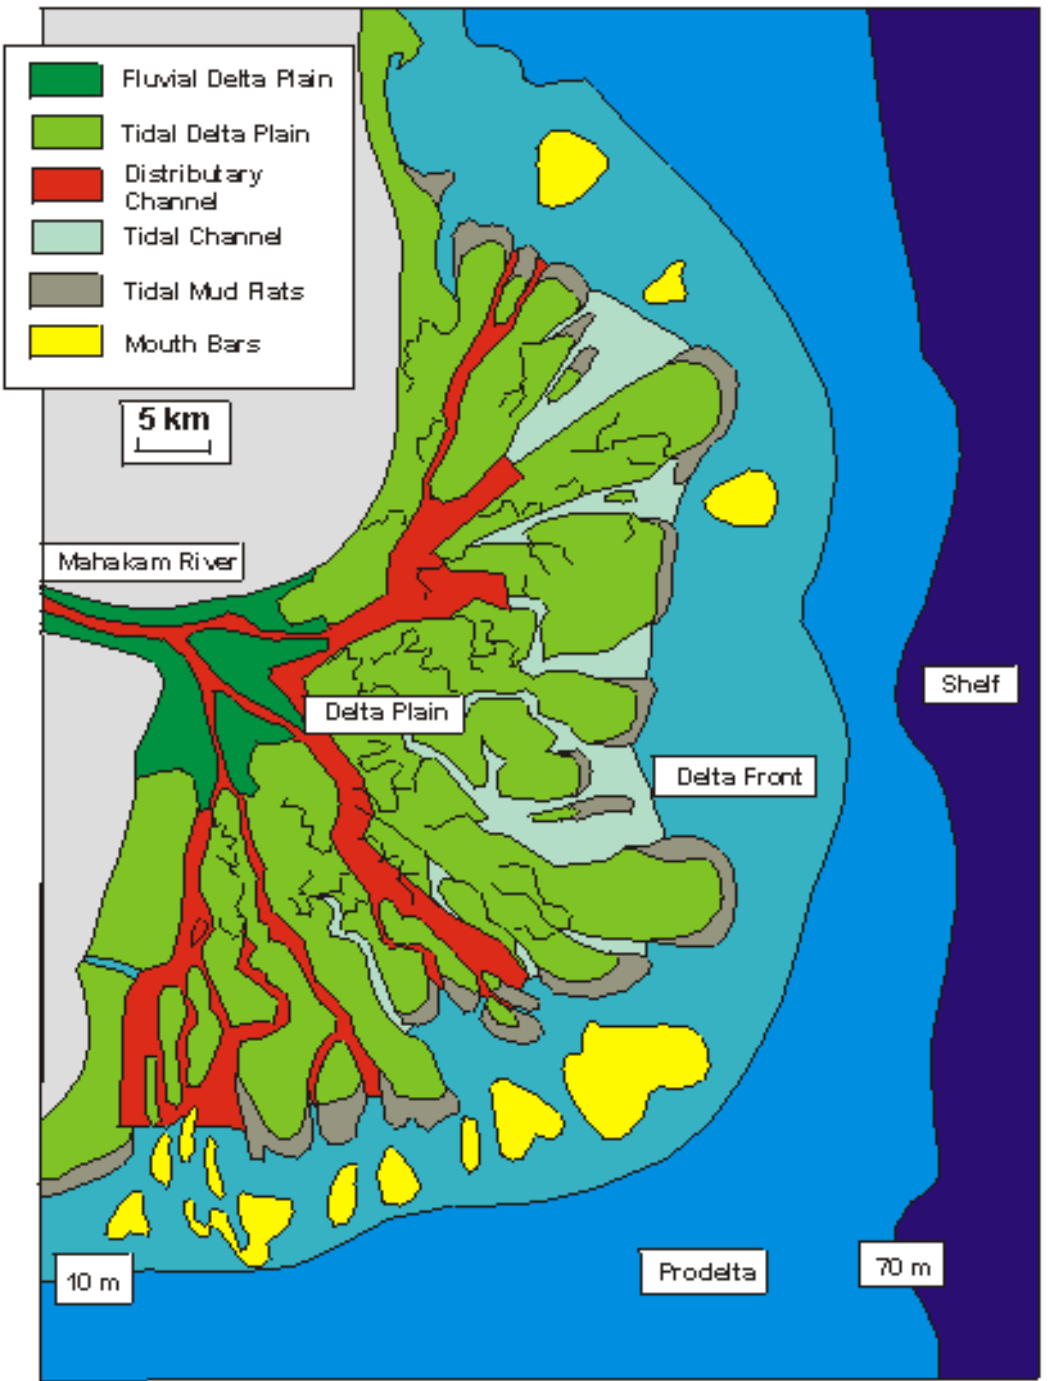 Fluvial Delta Plain
Tidal Delta Plain
Distributary
Channel
Tidal Channel
Tidal Mud Flats
Mouth Bars
5 km
Mahakam River
Shelf
Delta Plain
Delta Front
10 m
Prodelta
70 m